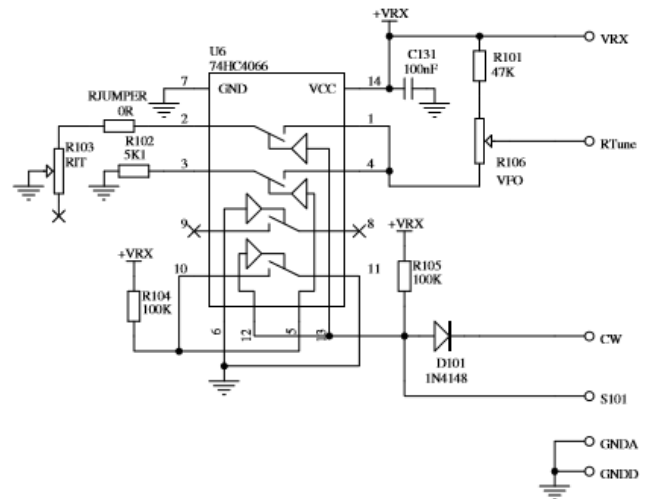 +VRX
VRX
U6
74HC4066
C131
100nF
R101
47K
7
GND
VCC
14
RJUMPER
0R
2
1
R103
RIT
R102
5K1
3
4
RTune
R106
VFO
9
8
+VRX
+VRX
10
11
R104
100K
R105
100K
6
12
5
13
CW
D101
1N4148
S101
GNDA
GNDD